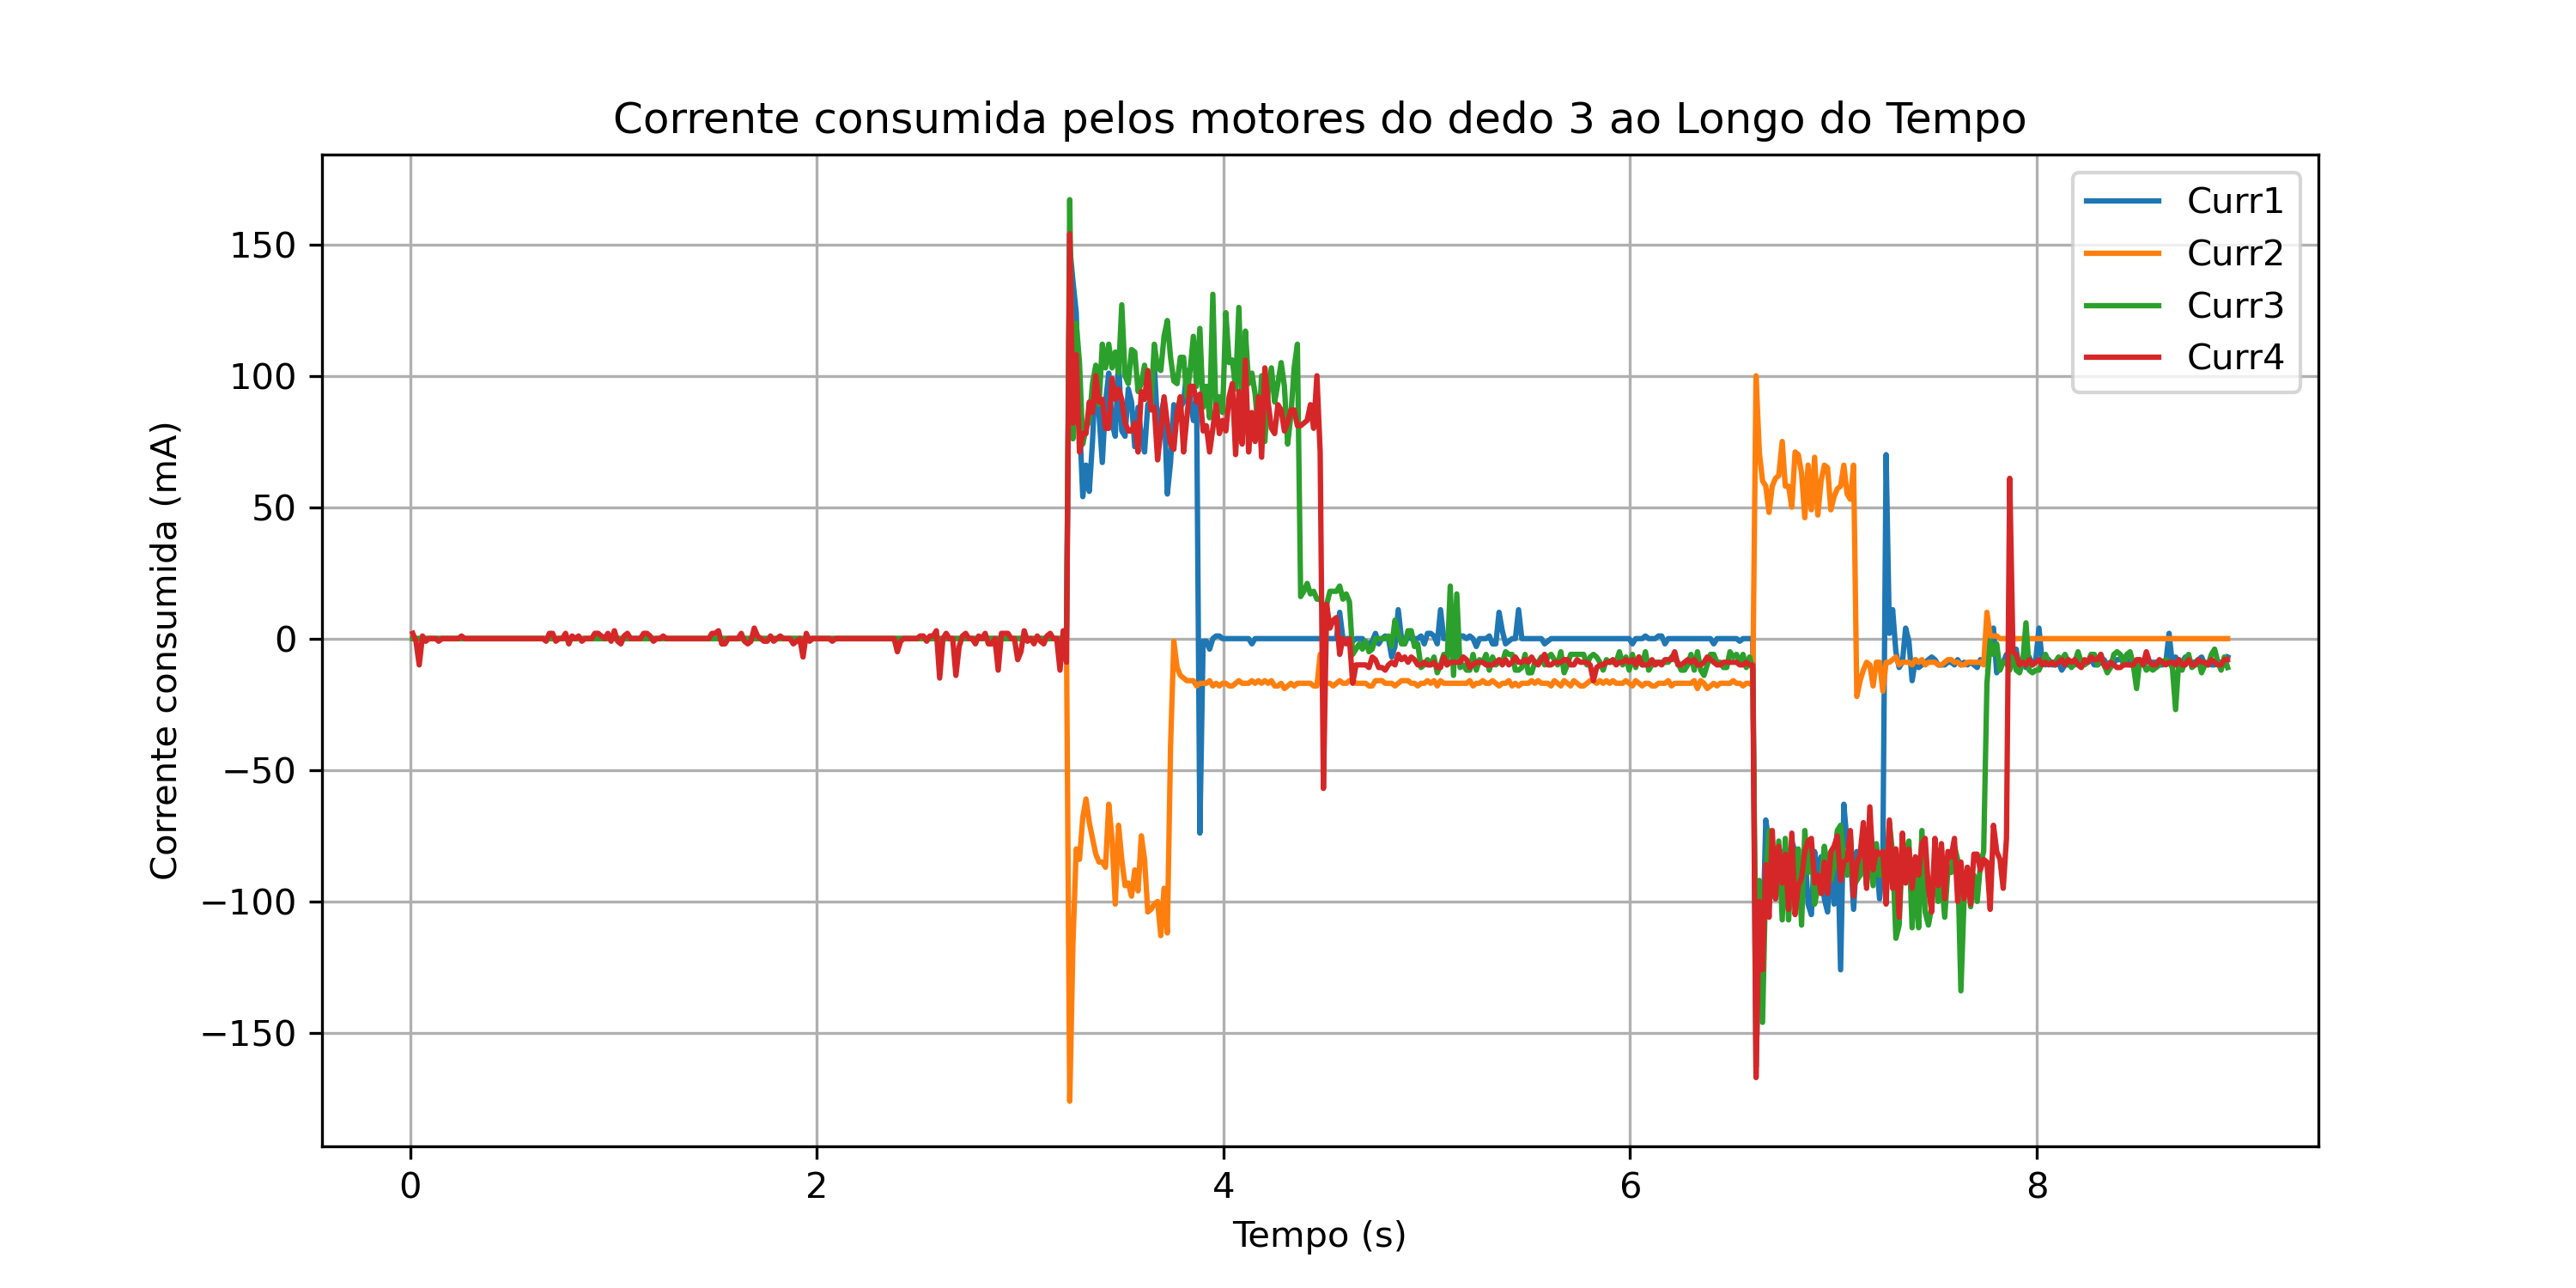 Corrente consumida pelos motores do dedo 3 ao Longo do Tempo
Curr1
Curr2
Curr3
Curr4
Corrente consumida (mA)
150
100
50
0
−50
−100
−150
0 2 4 6 8
Tempo (s)